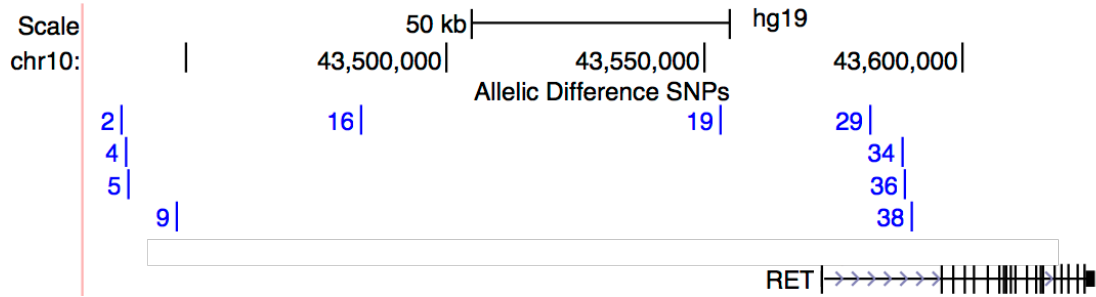 Scale 50 kb hg19
chr10: 43,500,000 43,550,000 43,600,000
Allelic Difference SNPs
2 16 19 29
4 34
5 36
9 38
RET